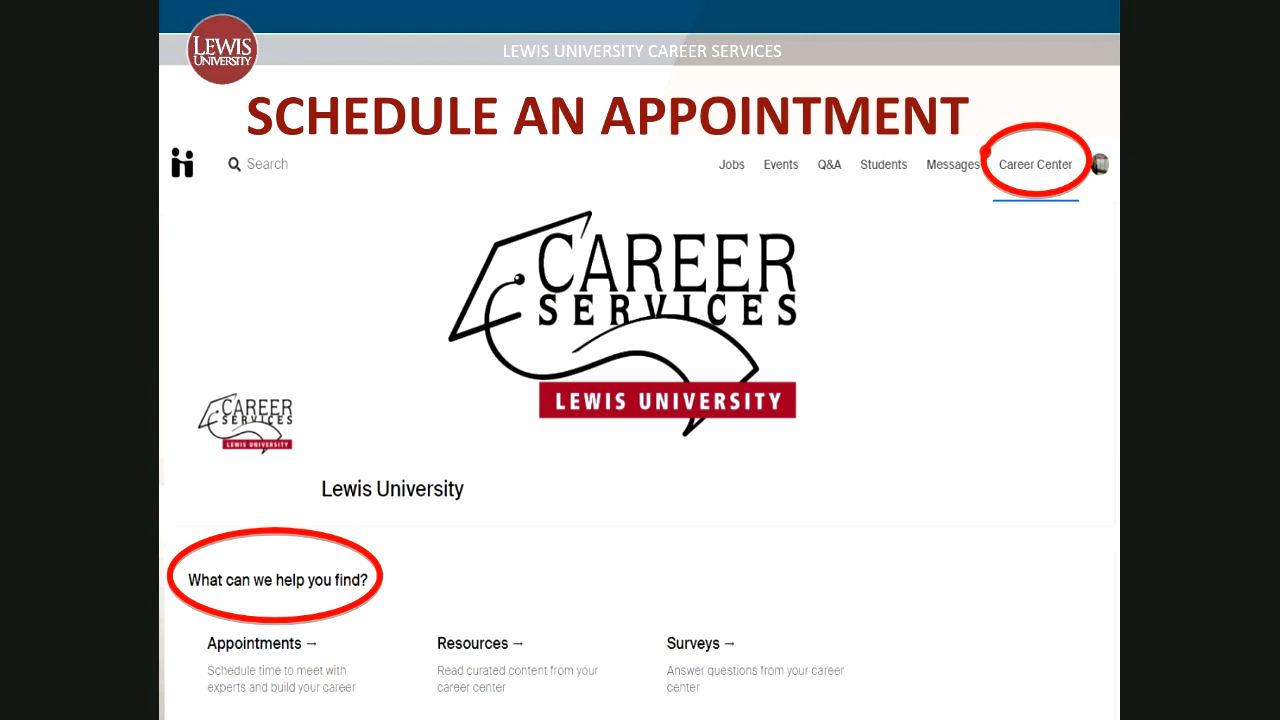 LEWIS
UNIVERSITY
LEWIS UNIVERSITY CAREER SERVICES
SCHEDULE AN APPOINTMENT
Search
Jobs Events Q&A Students Messages Career Center
CAREER
SERVICES
LEWIS UNIVERSITY
CAREER
SERVICES
LEWIS UNIVERSITY
Lewis University
What can we help you find?
Appointments →
Schedule time to meet with
experts and build your career
Resources →
Read curated content from your
career center
Surveys →
Answer questions from your career
center